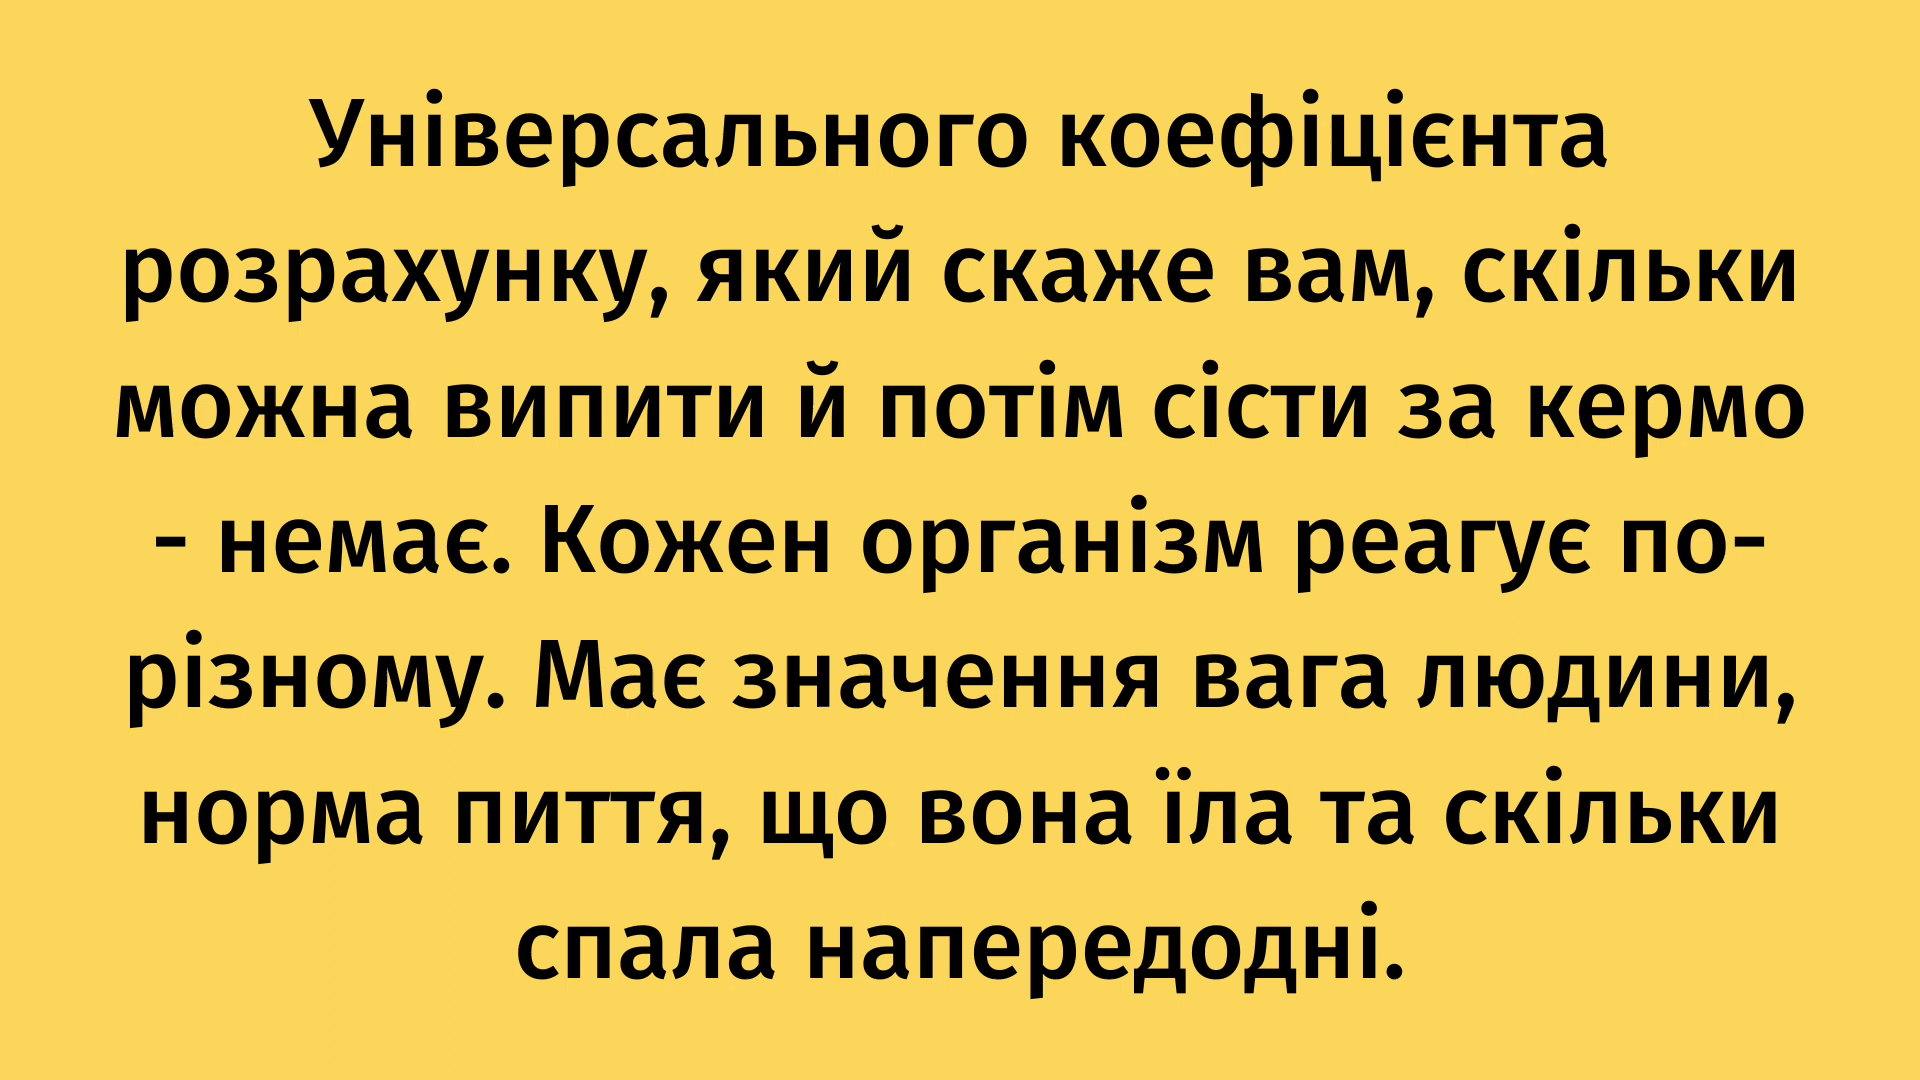 Універсального коефіцієнта
розрахунку, який скаже вам, скільки
можна випити й потім сісти за кермо
- немає. Кожен організм реагує по-
різному. Має значення вага людини,
норма пиття, що вона їла та скільки
спала напередодні.